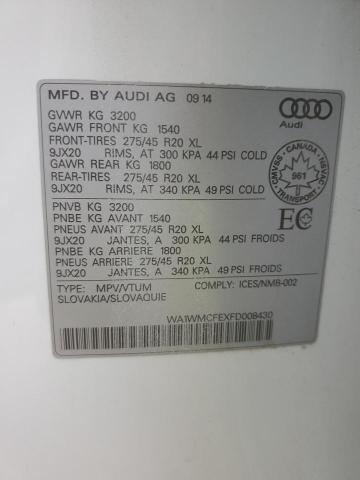 MFD. BY AUDI AG 09 14
Audi
GVWR KG 3200
GAWR FRONT KG 1540
FRONT-TIRES 275/45 R20 XL
9JX20 RIMS, AT 300 KPA 44 PSI COLD
GAWR REAR KG 1800
REAR-TIRES 275/45 R20 XL
9JX20 RIMS, AT 340 KPA 49 PSI COLD
CMVSS - CANADA - NSVAC
961
TRANSPORT
PNVB KG 3200
PNBE KG AVANT 1540
PNEUS AVANT 275/45 R20 XL
9JX20 JANTES, A 300 KPA 44 PSI FROIDS
PNBE KG ARRIERE 1800
PNEUS ARRIERE 275/45 R20 XL
9JX20 JANTES, A 340 KPA 49 PSI FROIDS
EC
TYPE: MPV/VTUM COMPLY: ICES/NMB-002
SLOVAKIA/SLOVAQUIE
WA1WMCFEXFD008430